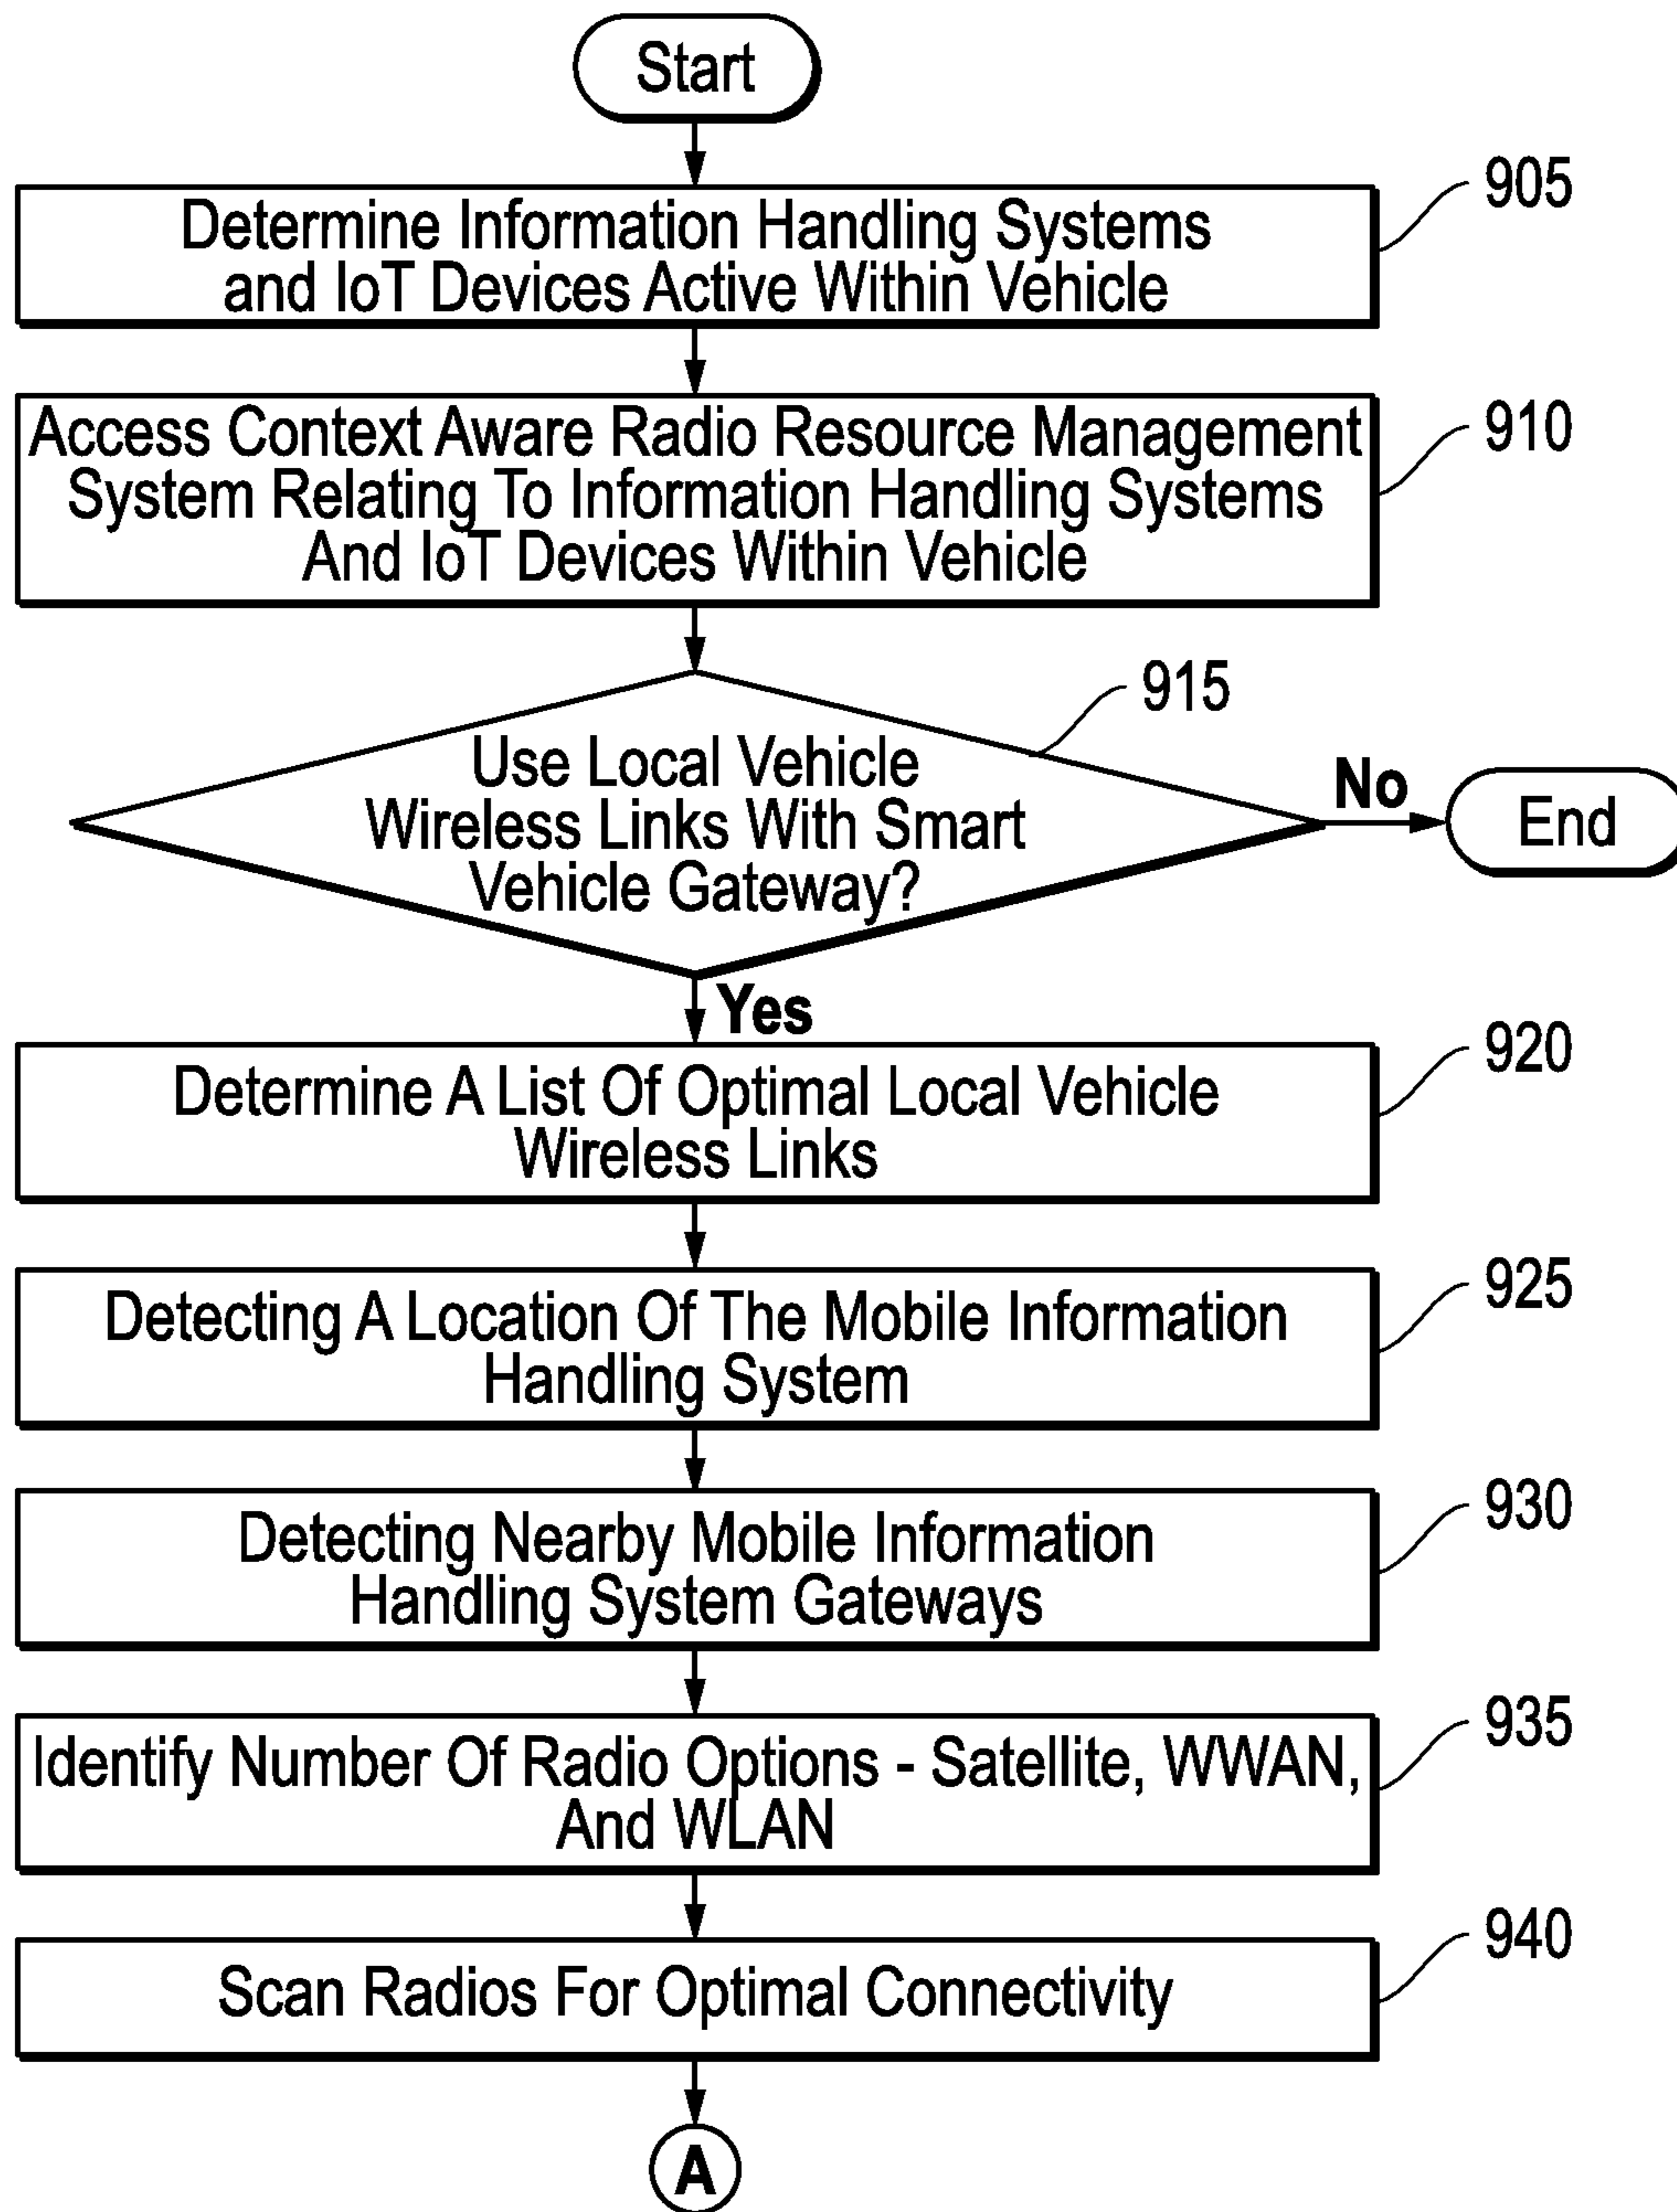 Start
905
Determine Information Handling Systems
and IoT Devices Active Within Vehicle
910
Access Context Aware Radio Resource Management
System Relating To Information Handling Systems
And IoT Devices Within Vehicle
915
Use Local Vehicle
Wireless Links With Smart
Vehicle Gateway?
No
End
Yes
920
Determine A List Of Optimal Local Vehicle
Wireless Links
925
Detecting A Location Of The Mobile Information
Handling System
930
Detecting Nearby Mobile Information
Handling System Gateways
935
Identify Number Of Radio Options - Satellite, WWAN,
And WLAN
940
Scan Radios For Optimal Connectivity
A